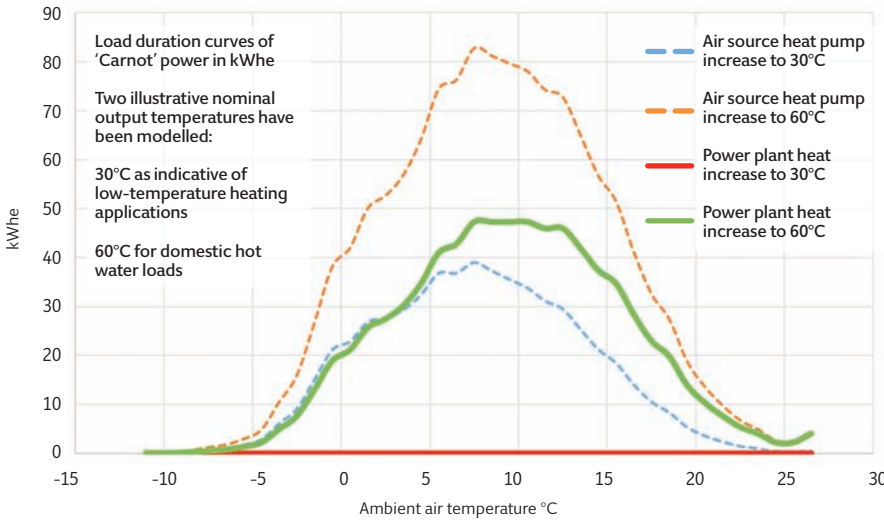 90
80
70
60
50
40
30
20
10
0
kWhe
Load duration curves of
‘Carnot’ power in kWhe
Two illustrative nominal
output temperatures have
been modelled:
30°C as indicative of
low-temperature heating
applications
60°C for domestic hot
water loads
Air source heat pump
increase to 30°C
Air source heat pump
increase to 60°C
Power plant heat
increase to 30°C
Power plant heat
increase to 60°C
-15 -10 -5 0 5 10 15 20 25 30
Ambient air temperature °C